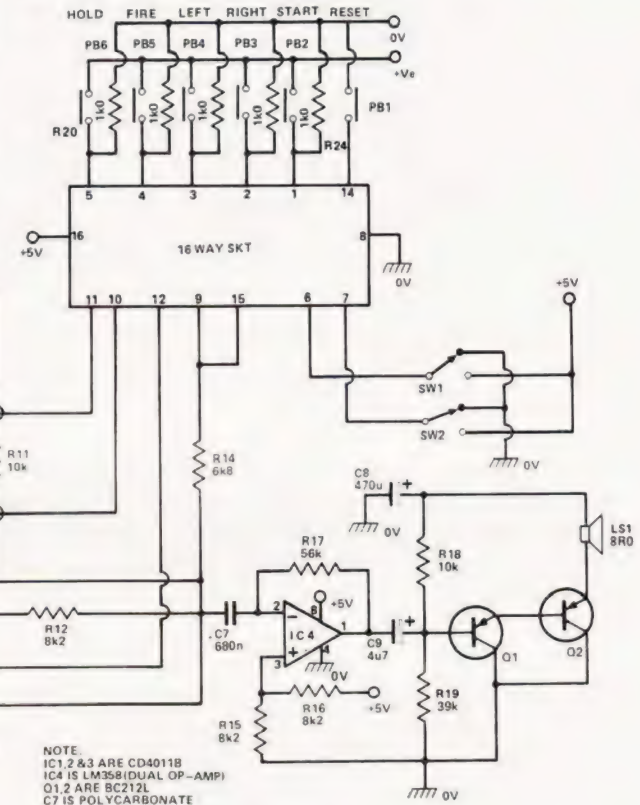 HOLD FIRE LEFT RIGHT START RESET
0V
PB6 PB5 PB4 PB3 PB2
+Ve
1k0 1k0 1k0 1k0 1k0
PB1
R20
R24
5 4 3 2 1 14
16
16 WAY SKT
8
+5V
0V
11 10 12 9 15 6 7
+5V
SW1
R11
10k
R14
6k8
SW2
0V
C8
470u
+
0V
LS1
8R0
R17
56k
R18
10k
+5V
R12
8k2
C7
680n
2
8
IC4
1
3
4
0V
C9
4u7
+
Q1
Q2
R16
8k2
+5V
R15
8k2
R19
39k
0V
NOTE.
IC1,2 &3 ARE CD4011B
IC4 IS LM358(DUAL OP-AMP)
Q1,2 ARE BC212L
C7 IS POLYCARBONATE